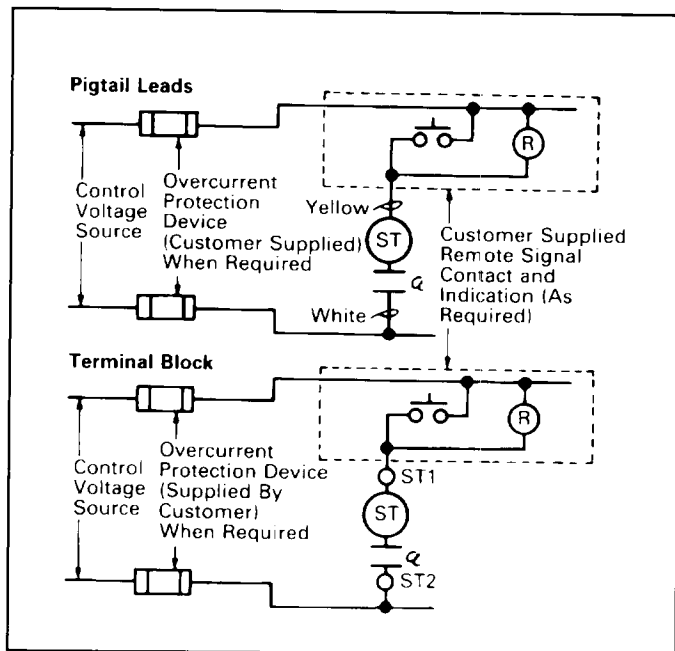 Pigtail Leads
Control
Voltage
Source
Overcurrent
Protection
Device
(Customer Supplied)
When Required
R
Yellow
ST
a
White
Customer Supplied
Remote Signal
Contact and
Indication (As
Required)
Terminal Block
Control
Voltage
Source
Overcurrent
Protection Device
(Supplied By
Customer)
When Required
R
ST1
ST
a
ST2